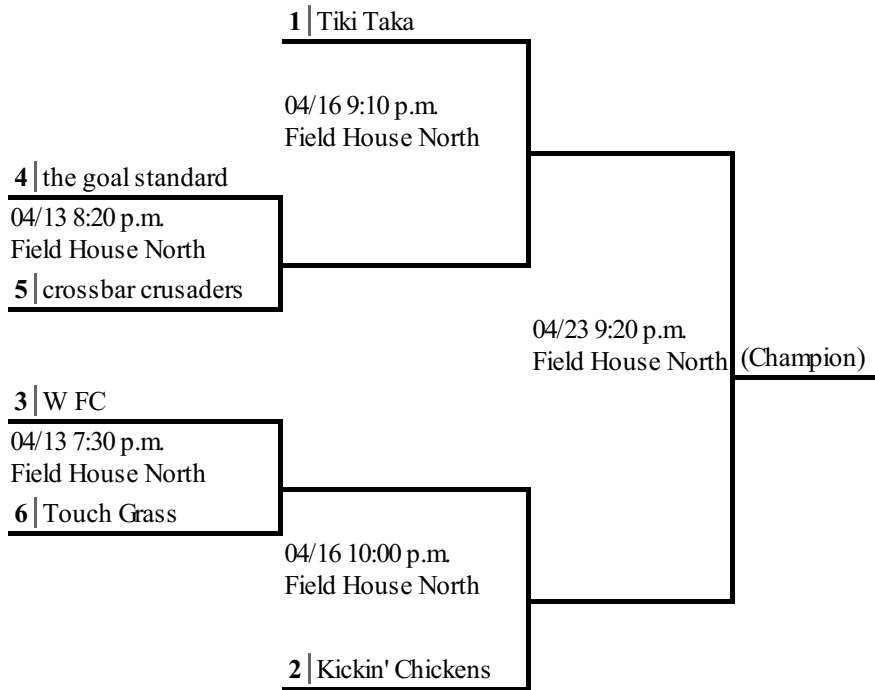 1 Tiki Taka
04/16 9:10 p.m.
Field House North
4 the goal standard
04/13 8:20 p.m.
Field House North
5 crossbar crusaders
04/23 9:20 p.m.
Field House North
(Champion)
3 W FC
04/13 7:30 p.m.
Field House North
6 Touch Grass
04/16 10:00 p.m.
Field House North
2 Kickin' Chickens